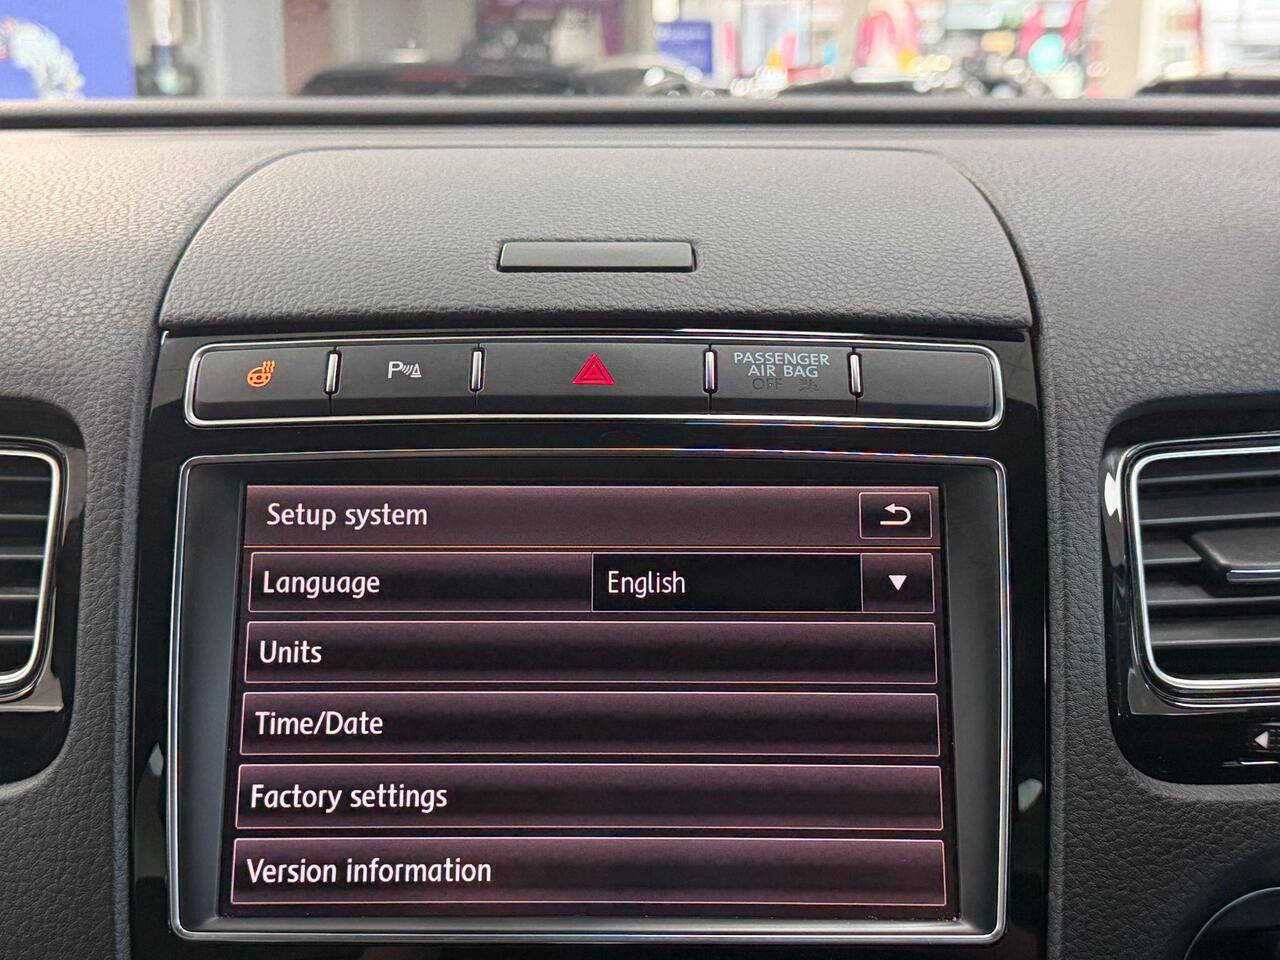 P
PASSENGER
AIR BAG
OFF
Setup system
Language English
Units
Time/Date
Factory settings
Version information